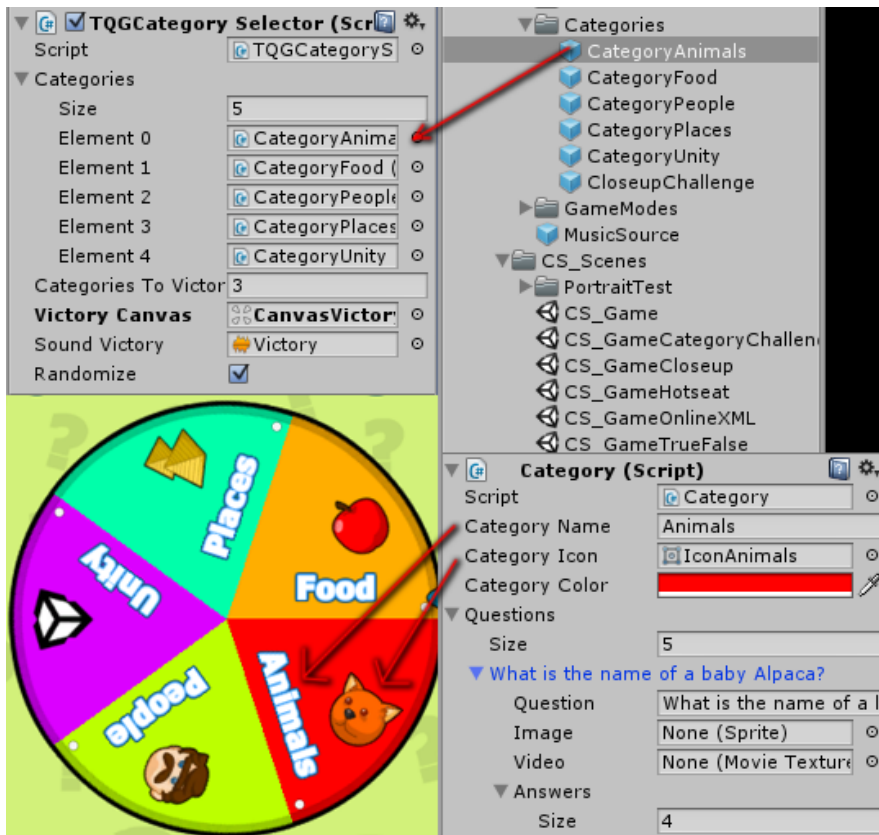 TQGCategory Selector (Scr
Script TQGCategoryS
Categories
Size 5
Element 0 CategoryAnima
Element 1 CategoryFood (
Element 2 CategoryPeople
Element 3 CategoryPlaces
Element 4 CategoryUnity
Categories To Victor 3
Victory Canvas CanvasVictor
Sound Victory Victory
Randomize
Categories
CategoryAnimals
CategoryFood
CategoryPeople
CategoryPlaces
CategoryUnity
CloseupChallenge
GameModes
MusicSource
CS_Scenes
PortraitTest
CS_Game
CS_GameCategoryChallen
CS_GameCloseup
CS_GameHotseat
CS_GameOnlineXML
CS_GameTrueFalse
Places
Food
Unity
Animals
People
Category (Script)
Script Category
Category Name Animals
Category Icon IconAnimals
Category Color
Questions
Size 5
What is the name of a baby Alpaca?
Question What is the name of a
Image None (Sprite)
Video None (Movie Texture
Answers
Size 4